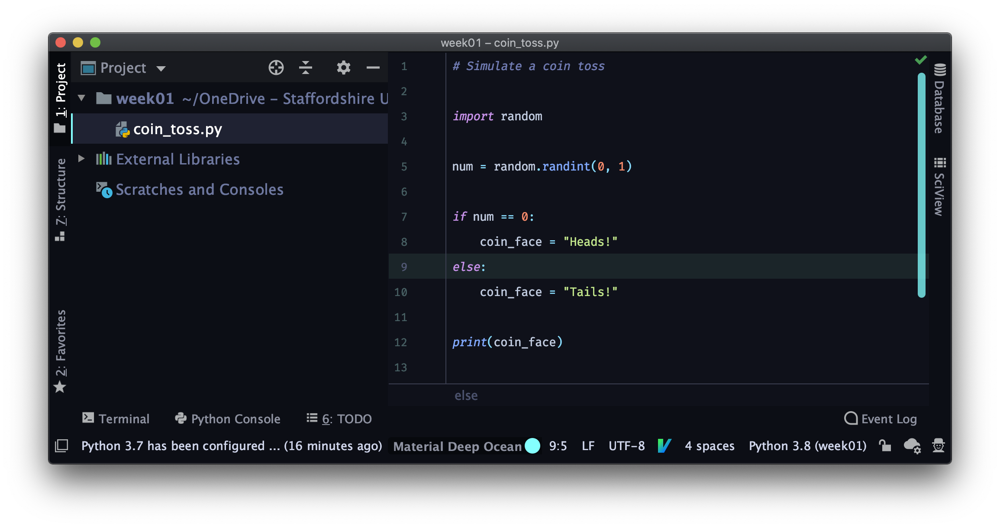 week01 – coin_toss.py
1: Project
7: Structure
2: Favorites
Project
week01 ~/OneDrive – Staffordshire U
coin_toss.py
External Libraries
Scratches and Consoles
1 # Simulate a coin toss
2
3 import random
4
5 num = random.randint(0, 1)
6
7 if num == 0:
8     coin_face = "Heads!"
9 else:
10     coin_face = "Tails!"
11
12 print(coin_face)
13
else
Database
SciView
Terminal
Python Console
6: TODO
Event Log
Python 3.7 has been configured ... (16 minutes ago)
Material Deep Ocean
9:5
LF
UTF-8
4 spaces
Python 3.8 (week01)